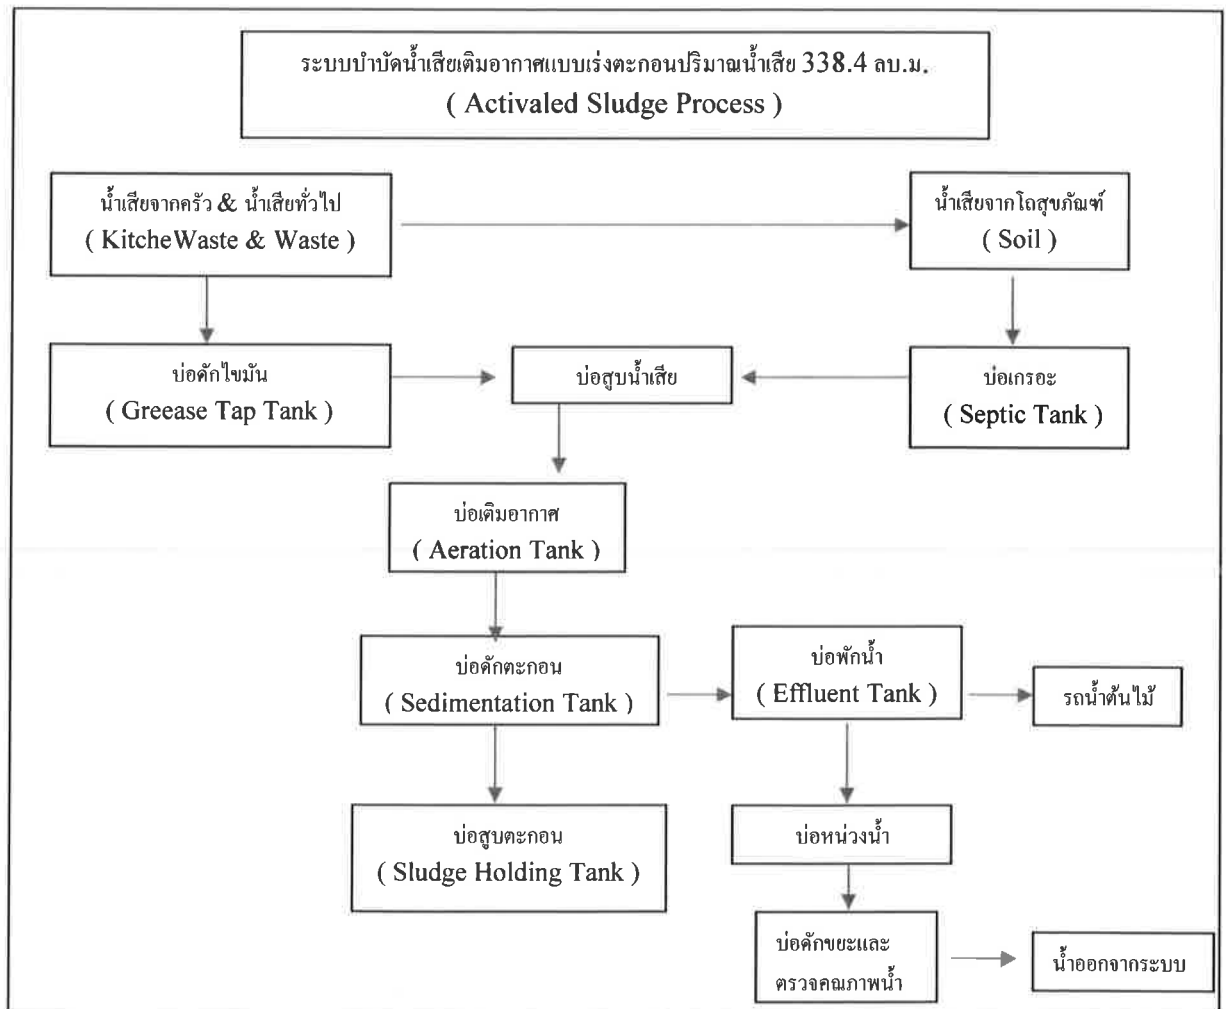 ระบบบำบัดน้ำเสียเติมอากาศแบบเร่งตะกอนปริมาณน้ำเสีย 338.4 ลบ.ม.
( Activaled Sludge Process )
น้ำเสียจากครัว & น้ำเสียทั่วไป
( KitcheWaste & Waste )
น้ำเสียจากโถสุขภัณฑ์
( Soil )
บ่อดักไขมัน
( Greease Tap Tank )
บ่อสูบน้ำเสีย
บ่อเกรอะ
( Septic Tank )
บ่อเติมอากาศ
( Aeration Tank )
บ่อดักตะกอน
( Sedimentation Tank )
บ่อพักน้ำ
( Effluent Tank )
รถน้ำต้นไม้
บ่อสูบตะกอน
( Sludge Holding Tank )
บ่อหน่วงน้ำ
บ่อดักขยะและ
ตรวจคณภาพน้ำ
น้ำออกจากระบบ